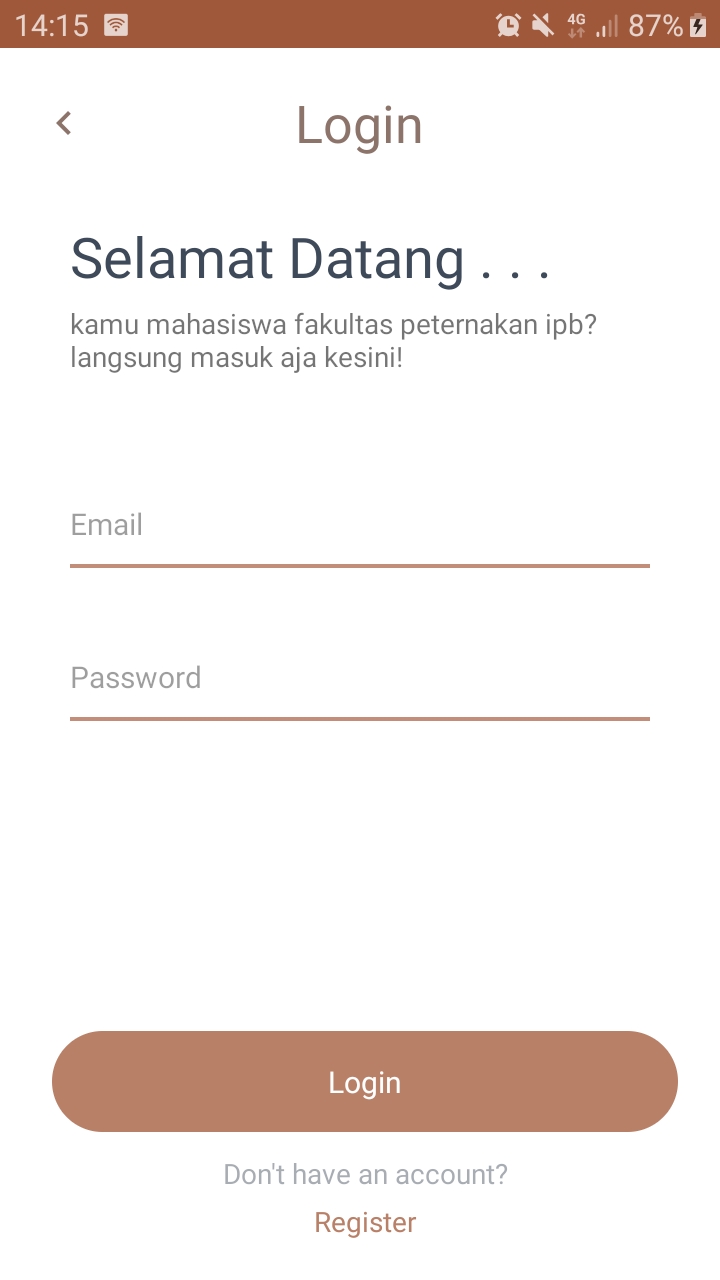 14:15
4G
87%
Login
Selamat Datang . . .
kamu mahasiswa fakultas peternakan ipb?
langsung masuk aja kesini!
Email
Password
Login
Don't have an account?
Register